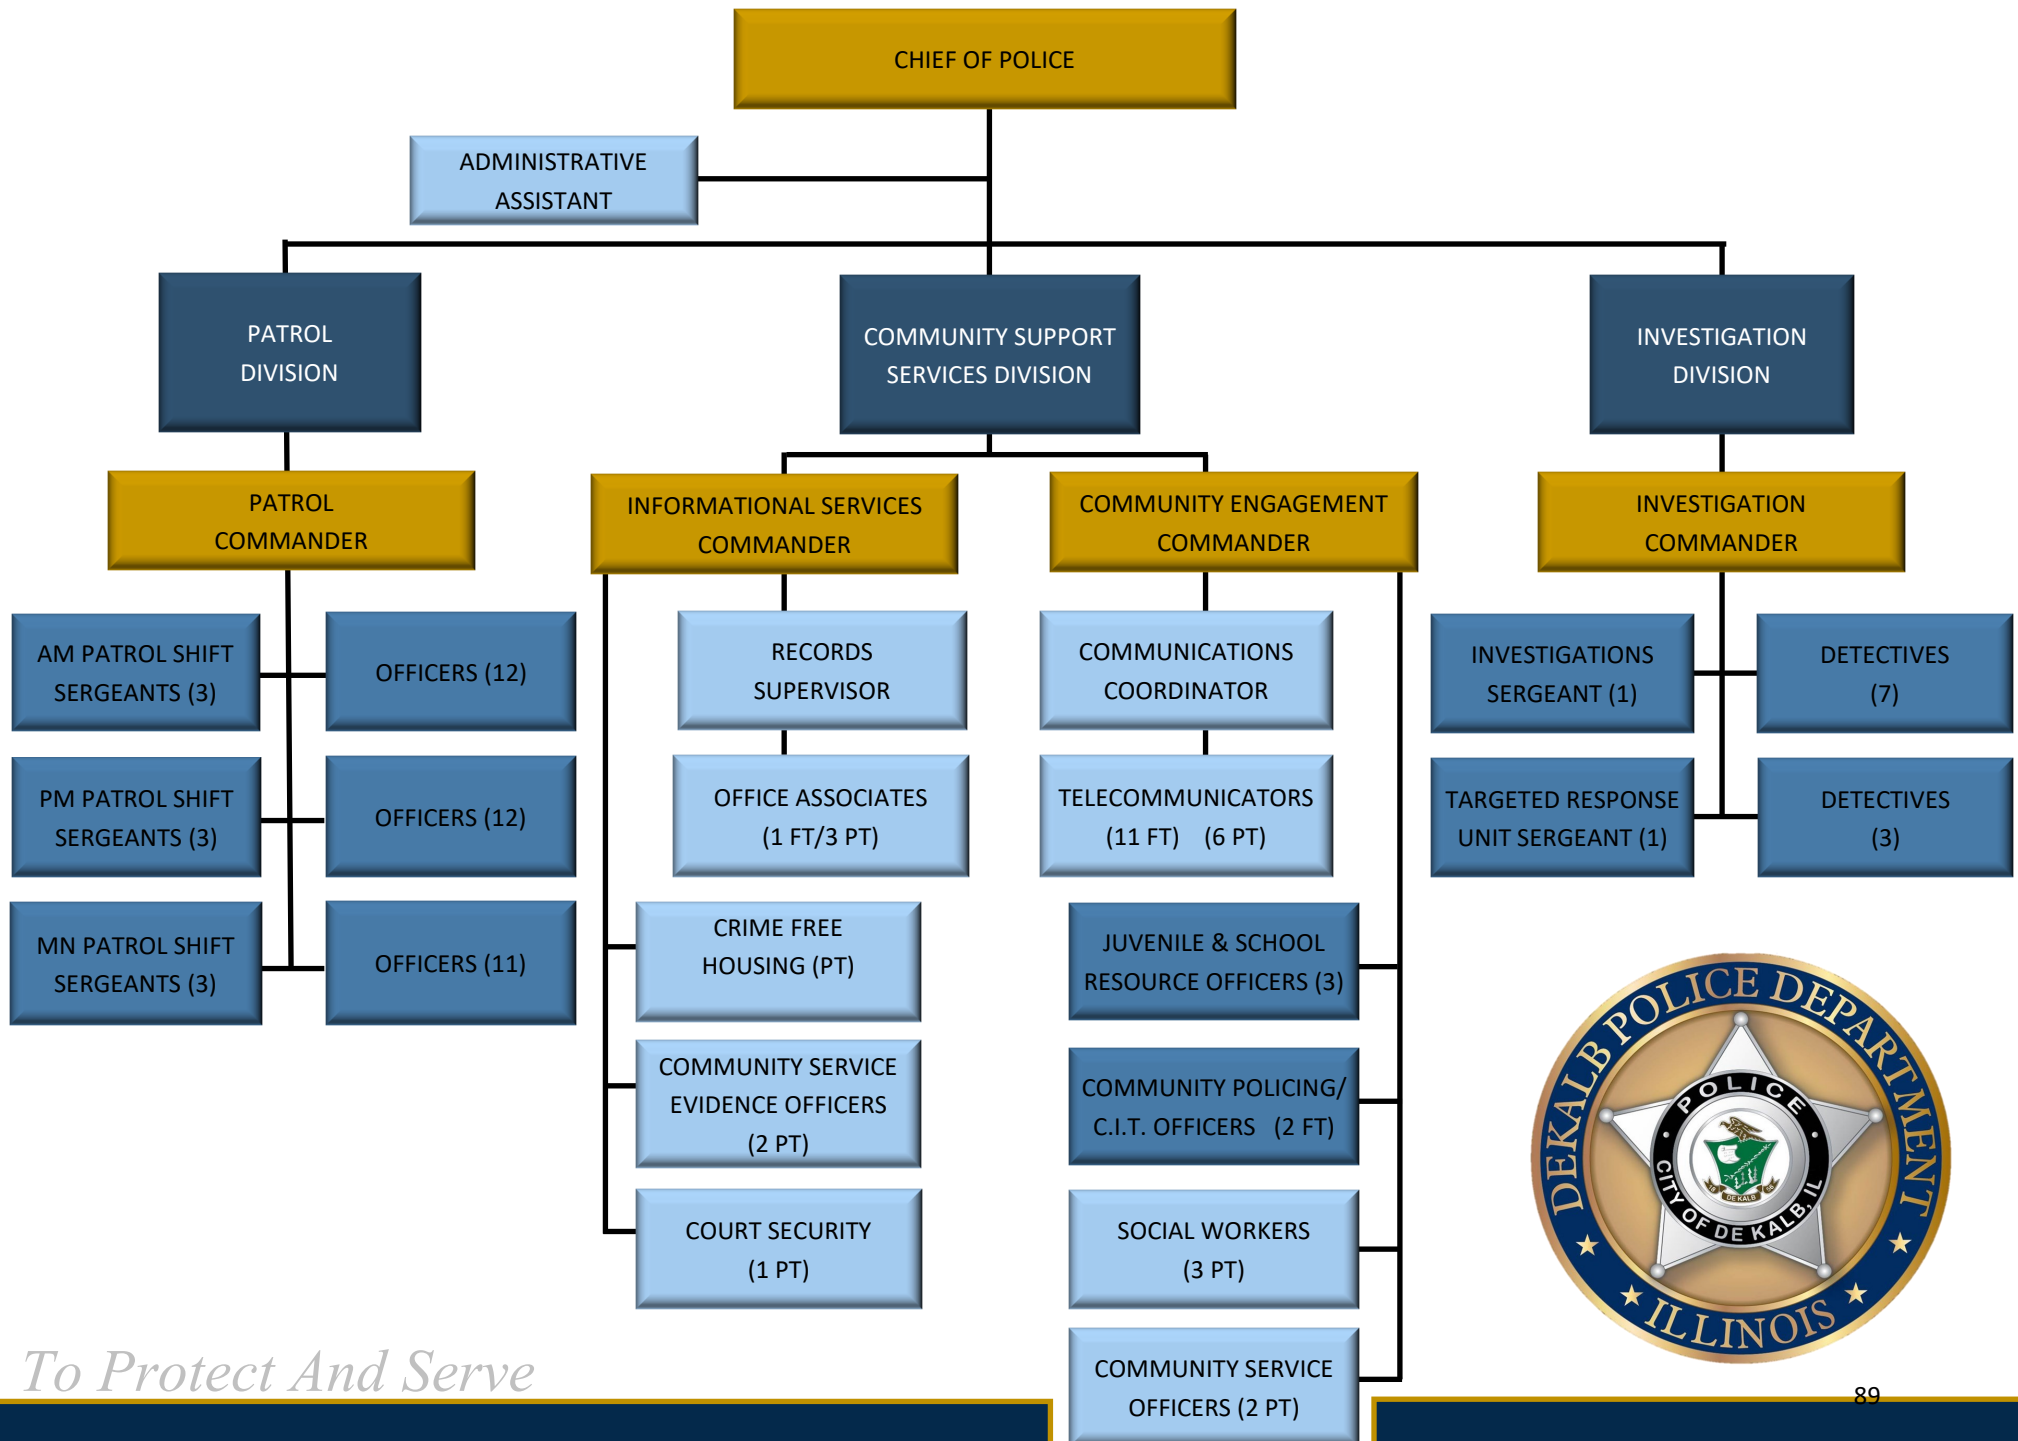 CHIEF OF POLICE
ADMINISTRATIVE
ASSISTANT
PATROL
DIVISION
COMMUNITY SUPPORT
SERVICES DIVISION
INVESTIGATION
DIVISION
PATROL
COMMANDER
INFORMATIONAL SERVICES
COMMANDER
COMMUNITY ENGAGEMENT
COMMANDER
INVESTIGATION
COMMANDER
AM PATROL SHIFT
SERGEANTS (3)
OFFICERS (12)
RECORDS
SUPERVISOR
COMMUNICATIONS
COORDINATOR
INVESTIGATIONS
SERGEANT (1)
DETECTIVES
(7)
PM PATROL SHIFT
SERGEANTS (3)
OFFICERS (12)
OFFICE ASSOCIATES
(1 FT/3 PT)
TELECOMMUNICATORS
(11 FT) (6 PT)
TARGETED RESPONSE
UNIT SERGEANT (1)
DETECTIVES
(3)
MN PATROL SHIFT
SERGEANTS (3)
OFFICERS (11)
CRIME FREE
HOUSING (PT)
JUVENILE & SCHOOL
RESOURCE OFFICERS (3)
COMMUNITY SERVICE
EVIDENCE OFFICERS
(2 PT)
COMMUNITY POLICING/
C.I.T. OFFICERS (2 FT)
COURT SECURITY
(1 PT)
SOCIAL WORKERS
(3 PT)
COMMUNITY SERVICE
OFFICERS (2 PT)
DEKALB POLICE DEPARTMENT
ILLINOIS
POLICE
CITY OF DE KALB, IL
DE KALB
To Protect And Serve
89